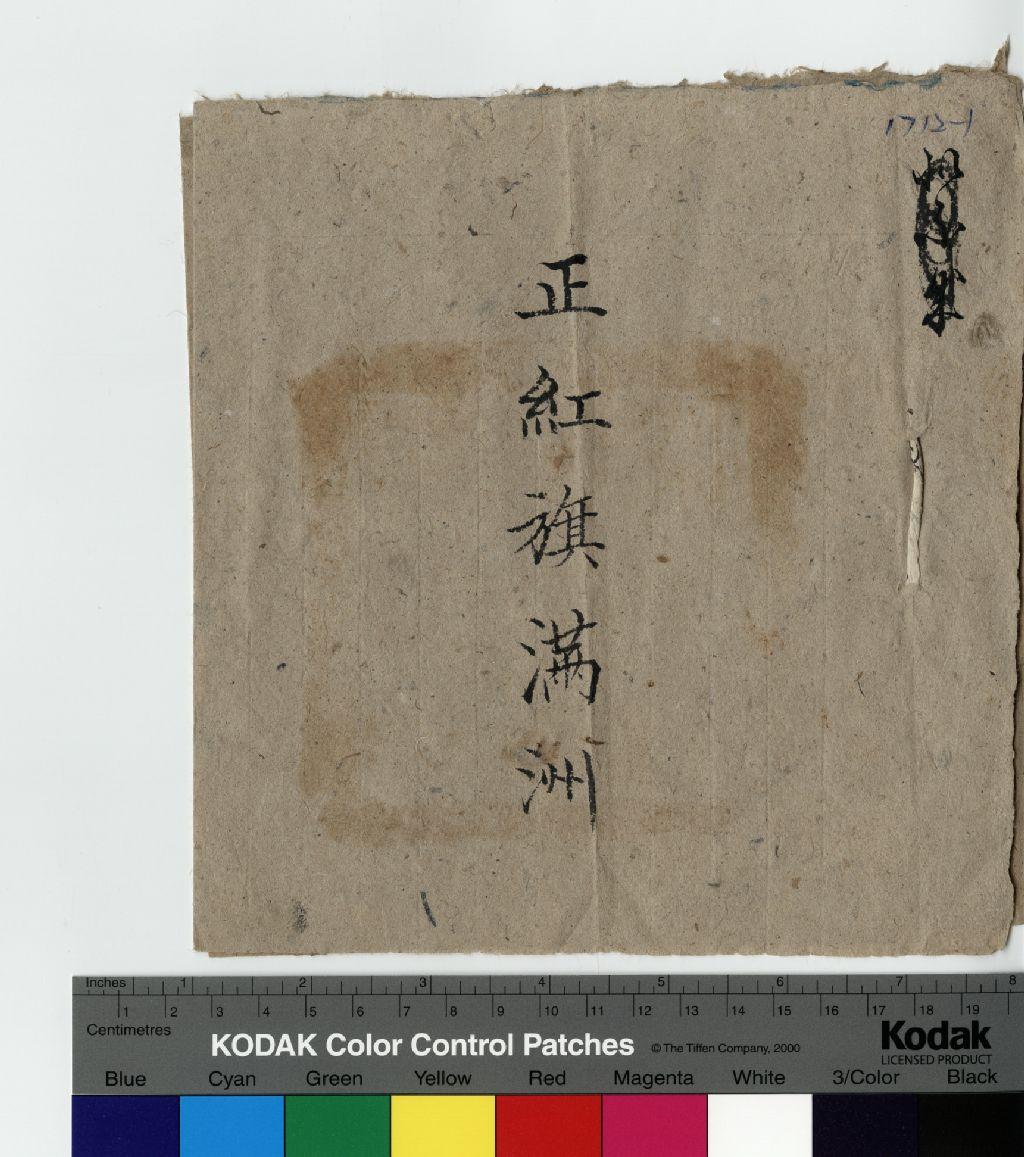 1712-1
正紅旗滿洲
Inches 1 2 3 4 5 6 7 8
Centimetres 1 2 3 4 5 6 7 8 9 10 11 12 13 14 15 16 17 18 19
KODAK Color Control Patches © The Tiffen Company, 2000 Kodak
LICENSED PRODUCT
Blue Cyan Green Yellow Red Magenta White 3/Color Black